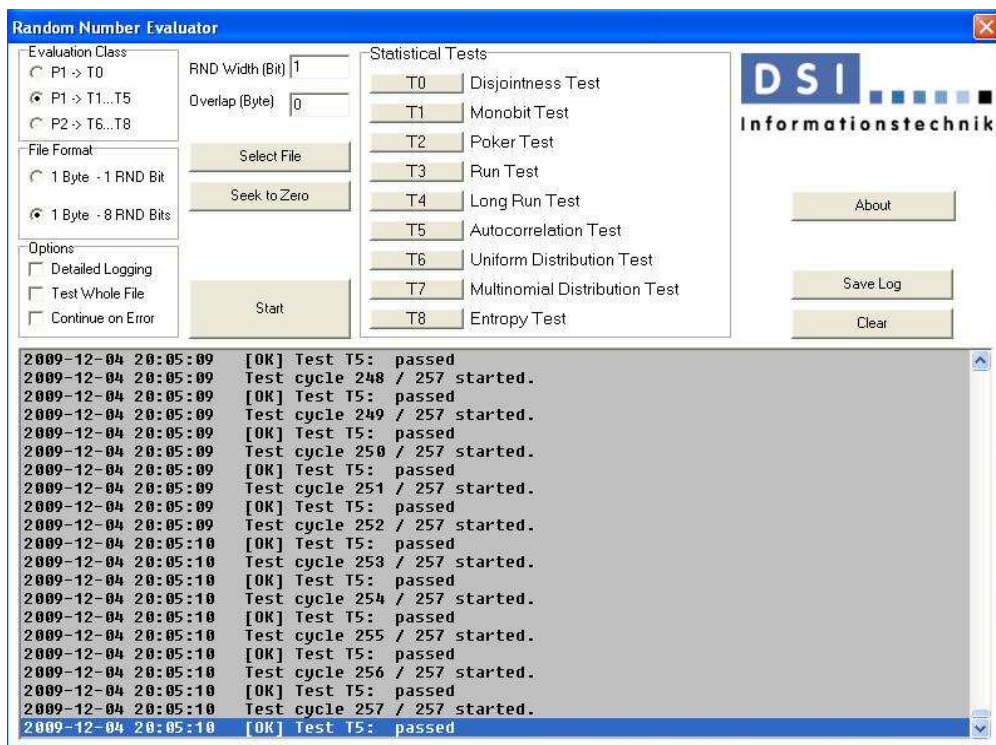 Random Number Evaluator
Evaluation Class
P1 -> T0
P1 -> T1...T5
P2 -> T6...T8
File Format
1 Byte - 1 RND Bit
1 Byte - 8 RND Bits
Options
Detailed Logging
Test Whole File
Continue on Error
RND Width (Bit) 1
Overlap (Byte) 0
Select File
Seek to Zero
Start
Statistical Tests
T0 Disjointness Test
T1 Monobit Test
T2 Poker Test
T3 Run Test
T4 Long Run Test
T5 Autocorrelation Test
T6 Uniform Distribution Test
T7 Multinomial Distribution Test
T8 Entropy Test
DSI
Informationstechnik
About
Save Log
Clear
2009-12-04 20:05:09 [OK] Test T5: passed
2009-12-04 20:05:09 Test cycle 248 / 257 started.
2009-12-04 20:05:09 [OK] Test T5: passed
2009-12-04 20:05:09 Test cycle 249 / 257 started.
2009-12-04 20:05:09 [OK] Test T5: passed
2009-12-04 20:05:09 Test cycle 250 / 257 started.
2009-12-04 20:05:09 [OK] Test T5: passed
2009-12-04 20:05:09 Test cycle 251 / 257 started.
2009-12-04 20:05:09 [OK] Test T5: passed
2009-12-04 20:05:09 Test cycle 252 / 257 started.
2009-12-04 20:05:10 [OK] Test T5: passed
2009-12-04 20:05:10 Test cycle 253 / 257 started.
2009-12-04 20:05:10 [OK] Test T5: passed
2009-12-04 20:05:10 Test cycle 254 / 257 started.
2009-12-04 20:05:10 [OK] Test T5: passed
2009-12-04 20:05:10 Test cycle 255 / 257 started.
2009-12-04 20:05:10 [OK] Test T5: passed
2009-12-04 20:05:10 Test cycle 256 / 257 started.
2009-12-04 20:05:10 [OK] Test T5: passed
2009-12-04 20:05:10 Test cycle 257 / 257 started.
2009-12-04 20:05:10 [OK] Test T5: passed